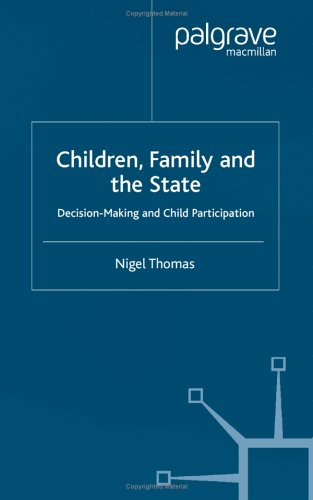 Copyrighted Material
palgrave
macmillan
Children, Family and
the State
Decision-Making and Child Participation
Nigel Thomas
Copyrighted Material